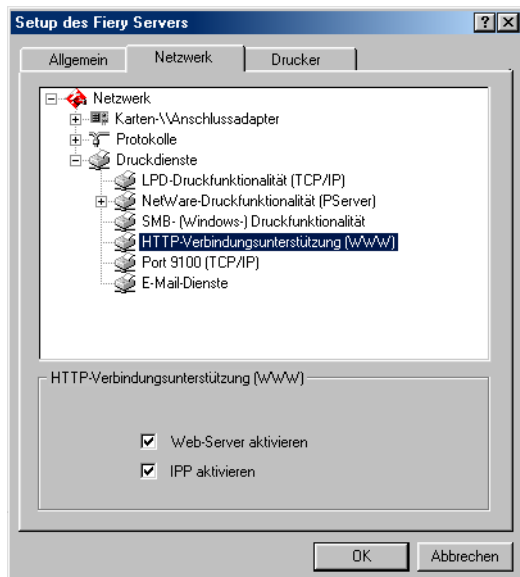 Setup des Fiery Servers
Allgemein Netzwerk Drucker
Netzwerk
Karten-\\Anschlussadapter
Protokolle
Druckdienste
LPD-Druckfunktionalität (TCP/IP)
NetWare-Druckfunktionalität (PServer)
SMB- (Windows-) Druckfunktionalität
HTTP-Verbindungsunterstützung (WWW)
Port 9100 (TCP/IP)
E-Mail-Dienste
HTTP-Verbindungsunterstützung (WWW)
Web-Server aktivieren
IPP aktivieren
OK Abbrechen